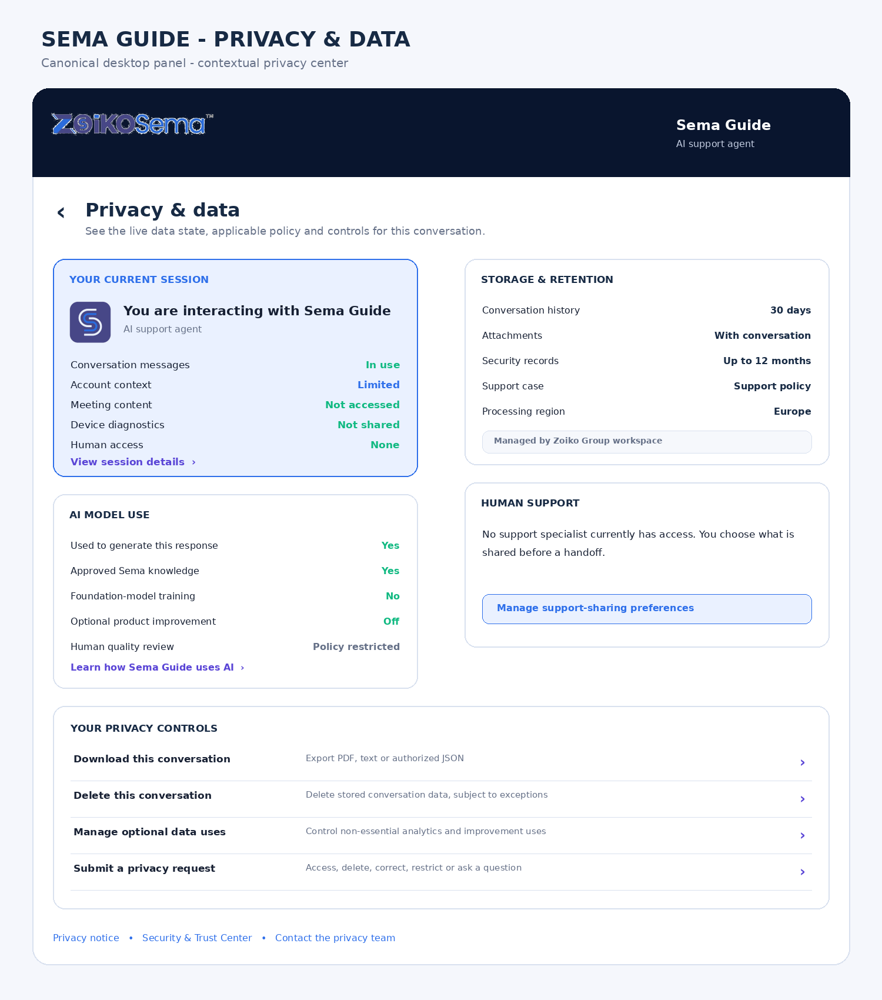 SEMA GUIDE - PRIVACY & DATA
Canonical desktop panel - contextual privacy center
ZOiKOSema™
Sema Guide
AI support agent
‹ Privacy & data
See the live data state, applicable policy and controls for this conversation.
YOUR CURRENT SESSION
You are interacting with Sema Guide
AI support agent
Conversation messages In use
Account context Limited
Meeting content Not accessed
Device diagnostics Not shared
Human access None
View session details ›
STORAGE & RETENTION
Conversation history 30 days
Attachments With conversation
Security records Up to 12 months
Support case Support policy
Processing region Europe
Managed by Zoiko Group workspace
AI MODEL USE
Used to generate this response Yes
Approved Sema knowledge Yes
Foundation-model training No
Optional product improvement Off
Human quality review Policy restricted
Learn how Sema Guide uses AI ›
HUMAN SUPPORT
No support specialist currently has access. You choose what is
shared before a handoff.
Manage support-sharing preferences
YOUR PRIVACY CONTROLS
Download this conversation Export PDF, text or authorized JSON ›
Delete this conversation Delete stored conversation data, subject to exceptions ›
Manage optional data uses Control non-essential analytics and improvement uses ›
Submit a privacy request Access, delete, correct, restrict or ask a question ›
Privacy notice • Security & Trust Center • Contact the privacy team